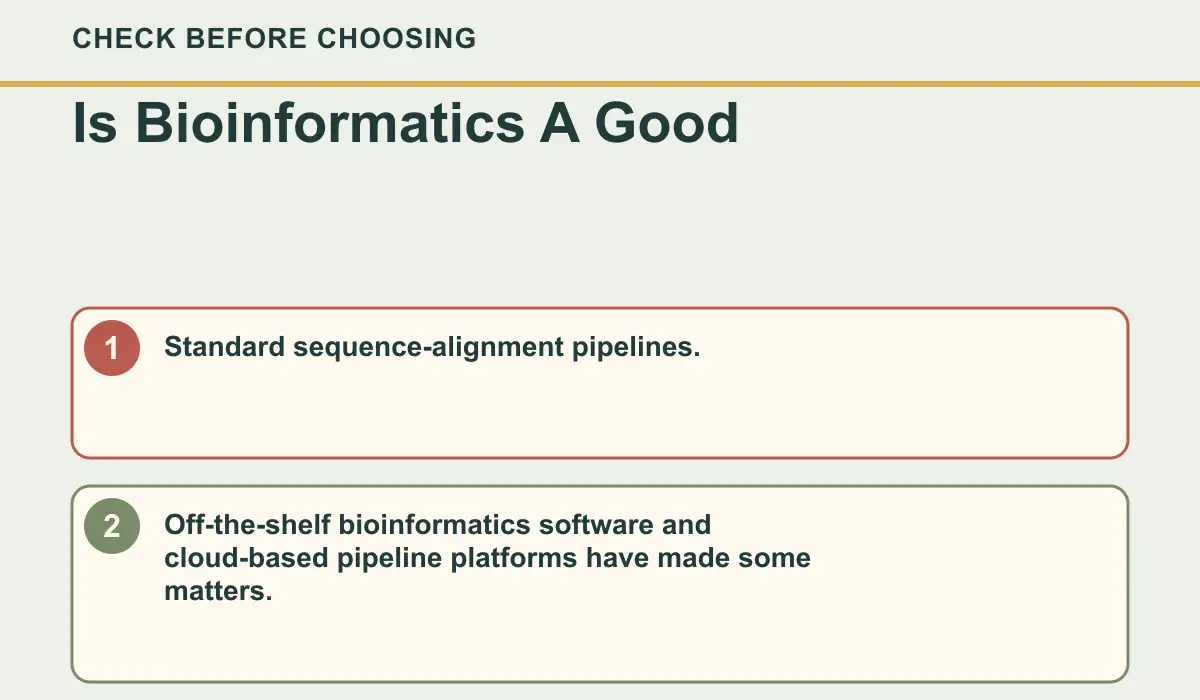 CHECK BEFORE CHOOSING
Is Bioinformatics A Good
1
Standard sequence-alignment pipelines.
2
Off-the-shelf bioinformatics software and
cloud-based pipeline platforms have made some
matters.